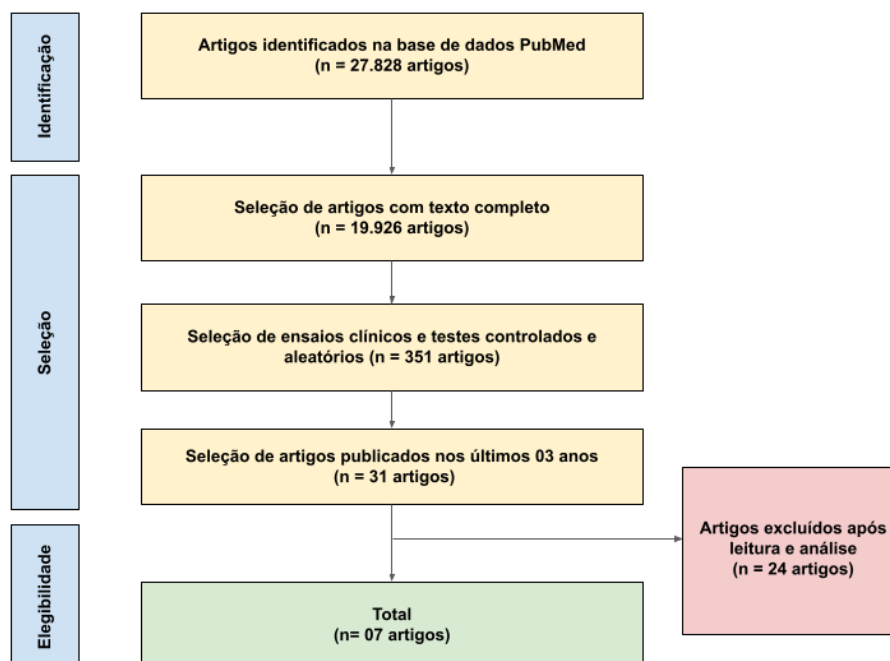 Identificação
Artigos identificados na base de dados PubMed
(n = 27.828 artigos)
Seleção
Seleção de artigos com texto completo
(n = 19.926 artigos)
Seleção de ensaios clínicos e testes controlados e
aleatórios (n = 351 artigos)
Seleção de artigos publicados nos últimos 03 anos
(n = 31 artigos)
Artigos excluídos após
leitura e análise
(n = 24 artigos)
Elegibilidade
Total
(n= 07 artigos)